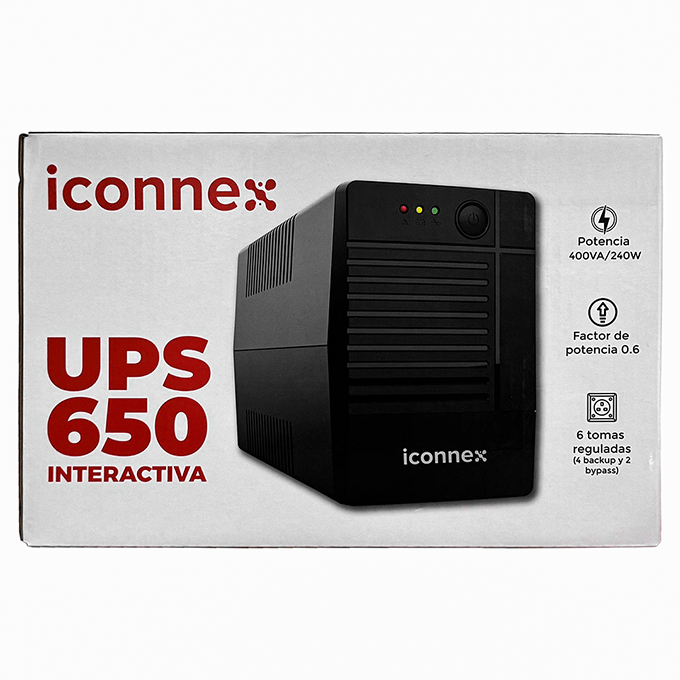 iconnex
UPS
650
INTERACTIVA
iconnex
Potencia
400VA/240W
Factor de
potencia 0.6
6 tomas
reguladas
(4 backup y 2
bypass)